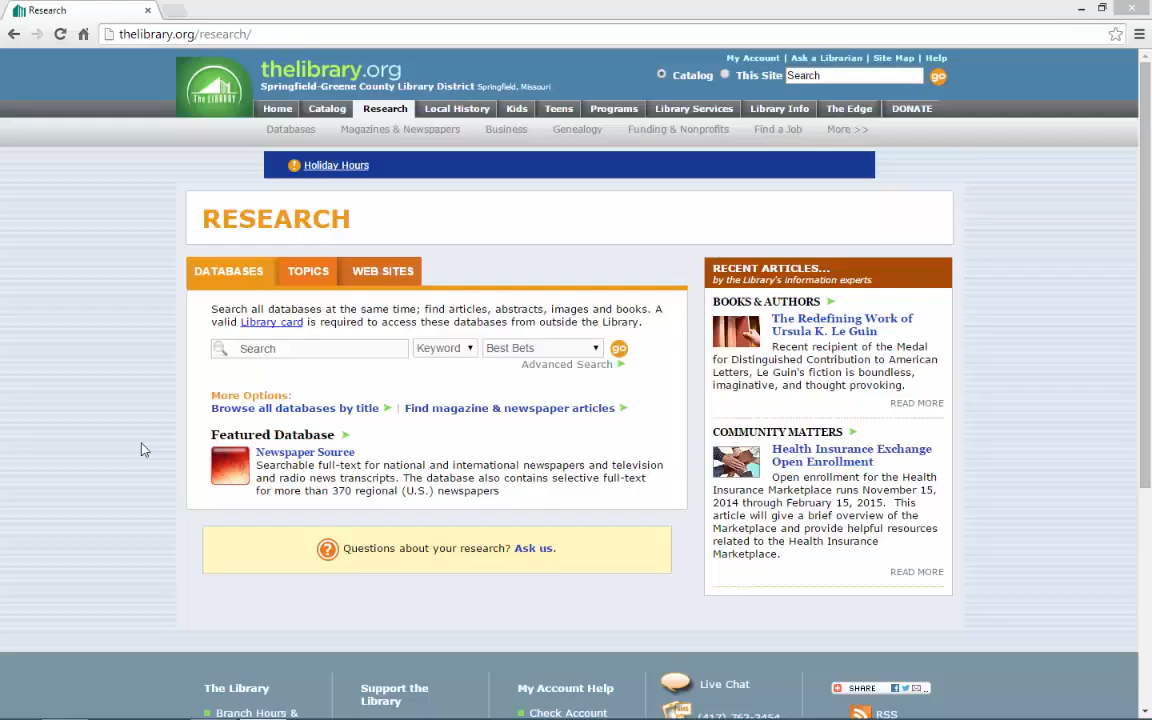 Research
thelibrary.org/research/
My Account | Ask a Librarian | Site Map | Help
THE LIBRARY
thelibrary.org
Springfield-Greene County Library District Springfield, Missouri
Catalog This Site Search go
Home Catalog Research Local History Kids Teens Programs Library Services Library Info The Edge DONATE
Databases Magazines & Newspapers Business Genealogy Funding & Nonprofits Find a Job More >>
! Holiday Hours
RESEARCH
DATABASES TOPICS WEB SITES
Search all databases at the same time; find articles, abstracts, images and books. A
valid Library card is required to access these databases from outside the Library.
Search Keyword Best Bets go
Advanced Search
More Options:
Browse all databases by title | Find magazine & newspaper articles
Featured Database
Newspaper Source
Searchable full-text for national and international newspapers and television
and radio news transcripts. The database also contains selective full-text
for more than 370 regional (U.S.) newspapers
? Questions about your research? Ask us.
RECENT ARTICLES...
by the Library's information experts
BOOKS & AUTHORS
The Redefining Work of
Ursula K. Le Guin
Recent recipient of the Medal
for Distinguished Contribution to American
Letters, Le Guin's fiction is boundless,
imaginative, and thought provoking.
READ MORE
COMMUNITY MATTERS
Health Insurance Exchange
Open Enrollment
Open enrollment for the Health
Insurance Marketplace runs November 15,
2014 through February 15, 2015. This
article will give a brief overview of the
Marketplace and provide helpful resources
related to the Health Insurance
Marketplace.
READ MORE
The Library
Branch Hours &
Support the
Library
My Account Help
Check Account
Live Chat
(417) 762-3454
SHARE
RSS